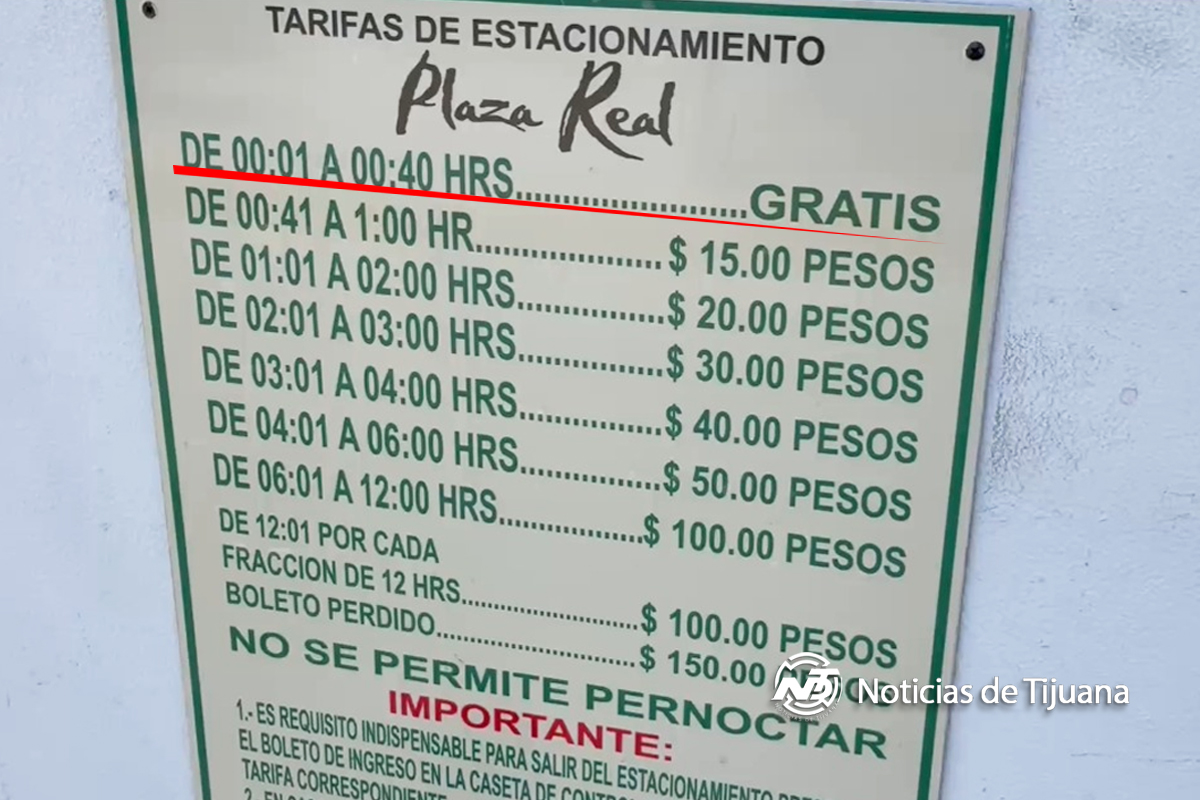 TARIFAS DE ESTACIONAMIENTO
Plaza Real
DE 00:01 A 00:40 HRS.......................GRATIS
DE 00:41 A 1:00 HR...................$ 15.00 PESOS
DE 01:01 A 02:00 HRS...............$ 20.00 PESOS
DE 02:01 A 03:00 HRS...............$ 30.00 PESOS
DE 03:01 A 04:00 HRS...............$ 40.00 PESOS
DE 04:01 A 06:00 HRS...............$ 50.00 PESOS
DE 06:01 A 12:00 HRS...............$ 100.00 PESOS
DE 12:01 POR CADA
FRACCION DE 12 HRS......................$ 100.00 PESOS
BOLETO PERDIDO.........................$ 150.00
NO SE PERMITE PERNOCTAR
IMPORTANTE:
1.- ES REQUISITO INDISPENSABLE PARA SALIR DEL ESTACIONAMIENTO
EL BOLETO DE INGRESO EN LA CASETA DE
TARIFA CORRESPONDIENTE
Noticias de Tijuana